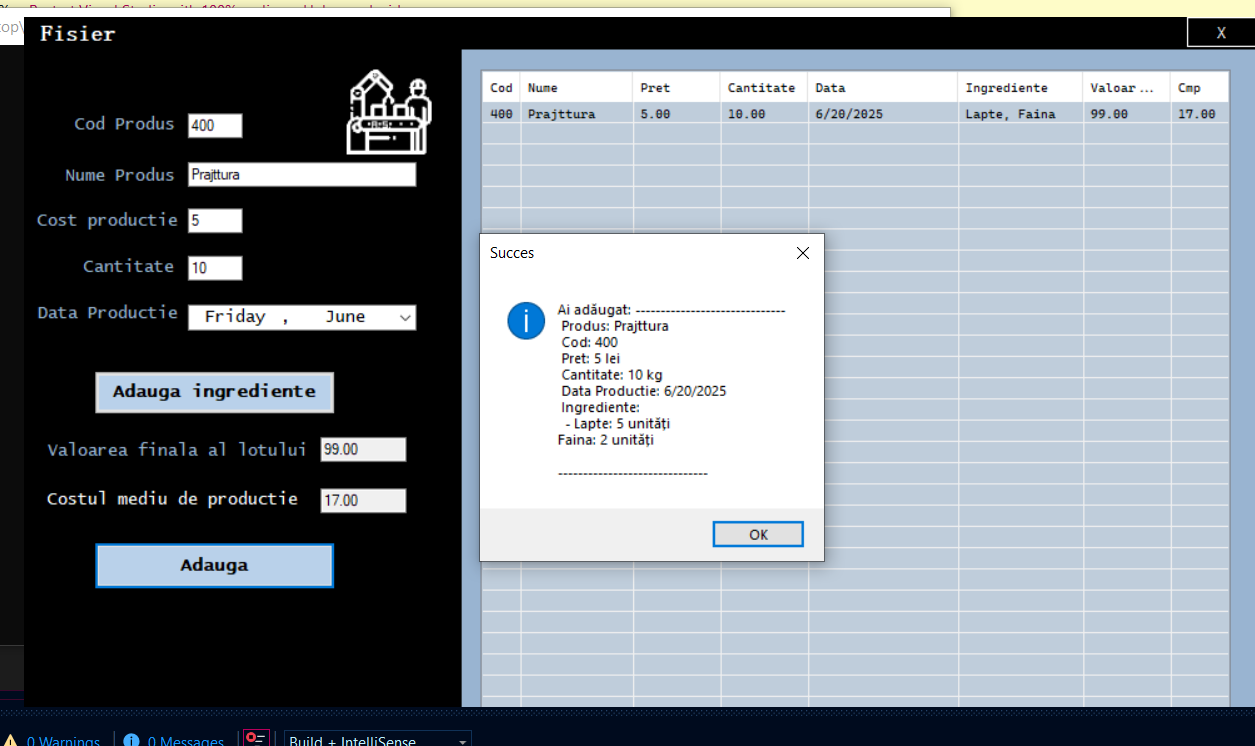 Fisier
X
Cod Produs 400
Nume Produs Prajttura
Cost productie 5
Cantitate 10
Data Productie Friday , June
Adauga ingrediente
Valoarea finala al lotului 99.00
Costul mediu de productie 17.00
Adauga
Cod Nume Pret Cantitate Data Ingrediente Valoar ... Cmp
400 Prajttura 5.00 10.00 6/20/2025 Lapte, Faina 99.00 17.00
Succes
Ai adăugat: ------------------------------
Produs: Prajttura
Cod: 400
Pret: 5 lei
Cantitate: 10 kg
Data Productie: 6/20/2025
Ingrediente:
- Lapte: 5 unități
Faina: 2 unități
------------------------------
OK
0 Warnings 0 Messages Build + IntelliSense